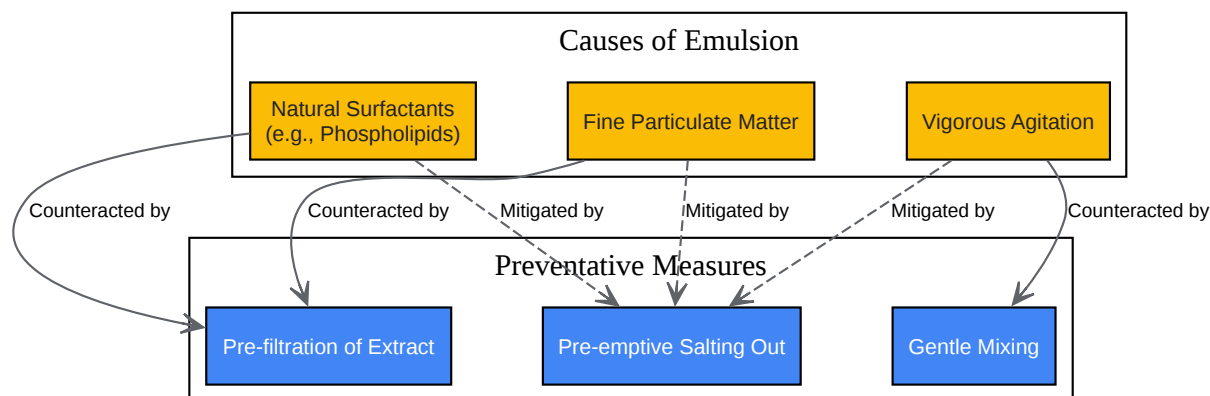 Causes of Emulsion
Natural Surfactants
(e.g., Phospholipids)
Fine Particulate Matter
Vigorous Agitation
Counteracted by
Counteracted by
Mitigated by
Mitigated by
Mitigated by
Counteracted by
Preventative Measures
Pre-filtration of Extract
Pre-emptive Salting Out
Gentle Mixing